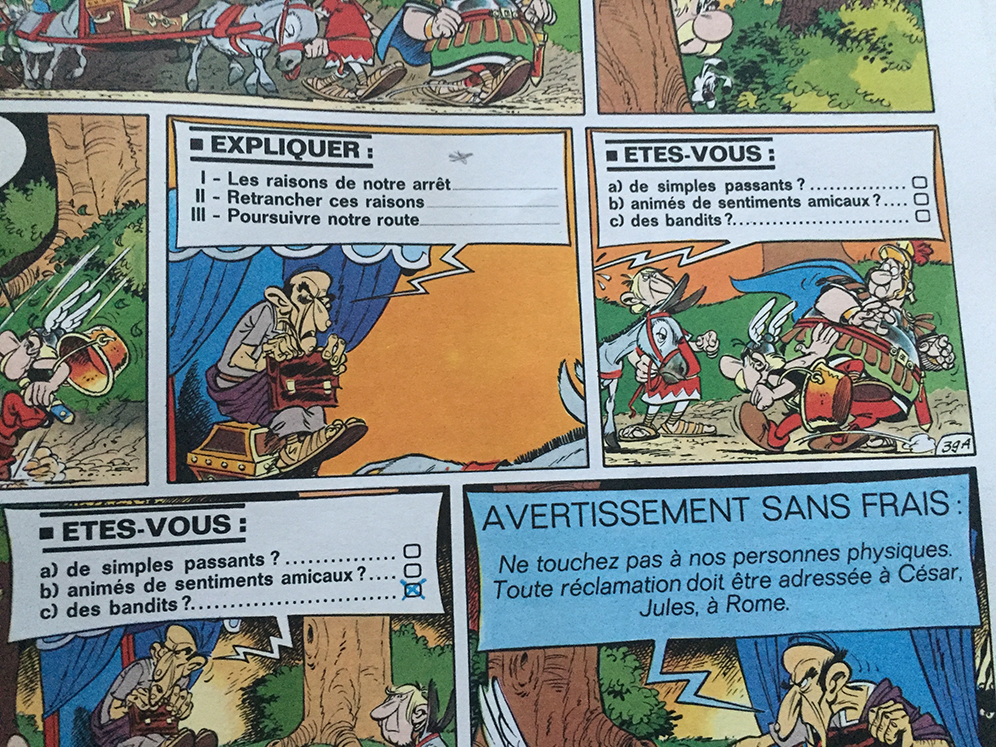 ■ EXPLIQUER :
I - Les raisons de notre arrêt
II - Retrancher ces raisons
III - Poursuivre notre route
■ ETES-VOUS :
a) de simples passants ? ...............
b) animés de sentiments amicaux ?....
c) des bandits ?...........................
39A
■ ETES-VOUS :
a) de simples passants ? ...............
b) animés de sentiments amicaux ?....
c) des bandits ?...........................
AVERTISSEMENT SANS FRAIS :
Ne touchez pas à nos personnes physiques.
Toute réclamation doit être adressée à César,
Jules, à Rome.